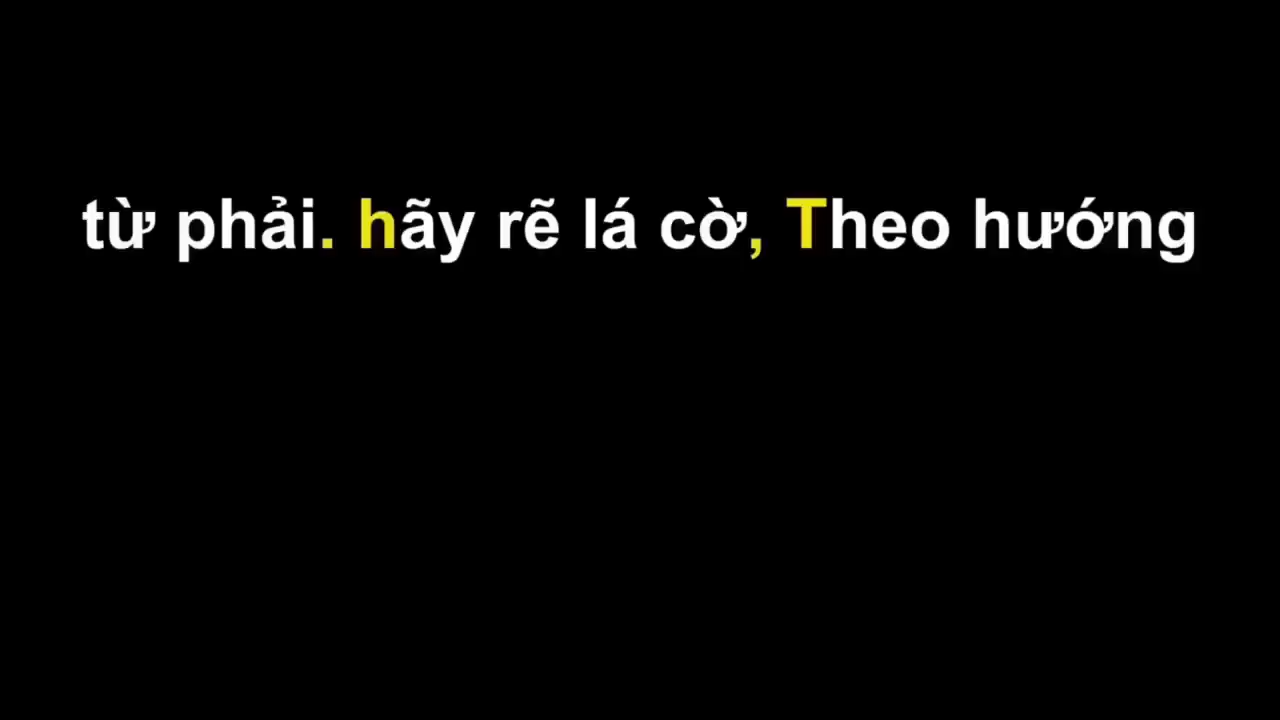 từ phải. hãy rẽ lá cờ, Theo hướng